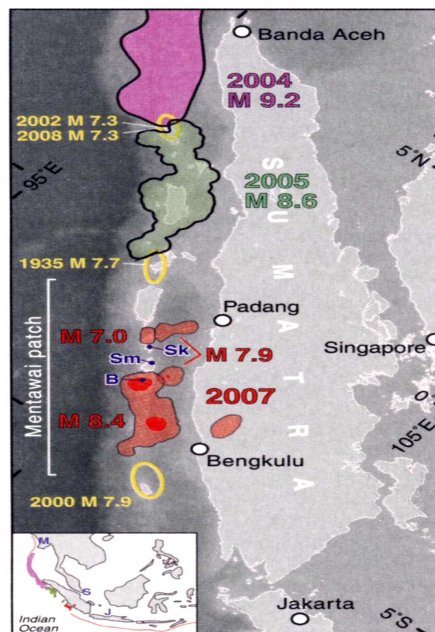 Banda Aceh
2004
M 9.2
2002 M 7.3
2008 M 7.3
95°E
5°N
2005
M 8.6
SUMATRA
1935 M 7.7
Padang
Mentawai patch
M 7.0
Sk
M 7.9
Sm
Singapore
B
2007
M 8.4
0°
105°E
Bengkulu
2000 M 7.9
M
S
J
Indian
Ocean
Jakarta
5°S